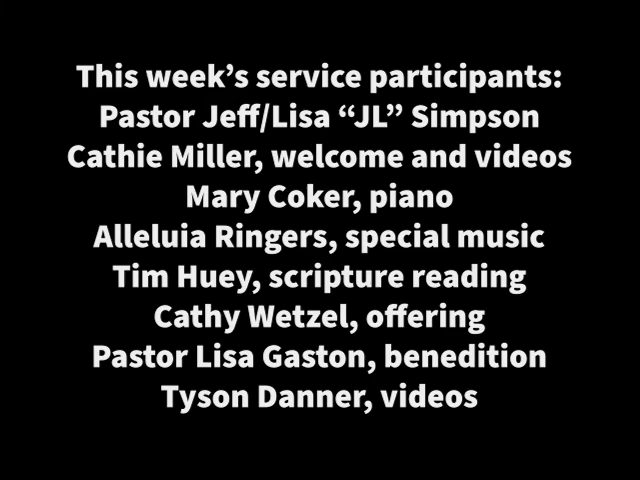 This week’s service participants:
Pastor Jeff/Lisa “JL” Simpson
Cathie Miller, welcome and videos
Mary Coker, piano
Alleluia Ringers, special music
Tim Huey, scripture reading
Cathy Wetzel, offering
Pastor Lisa Gaston, benedition
Tyson Danner, videos